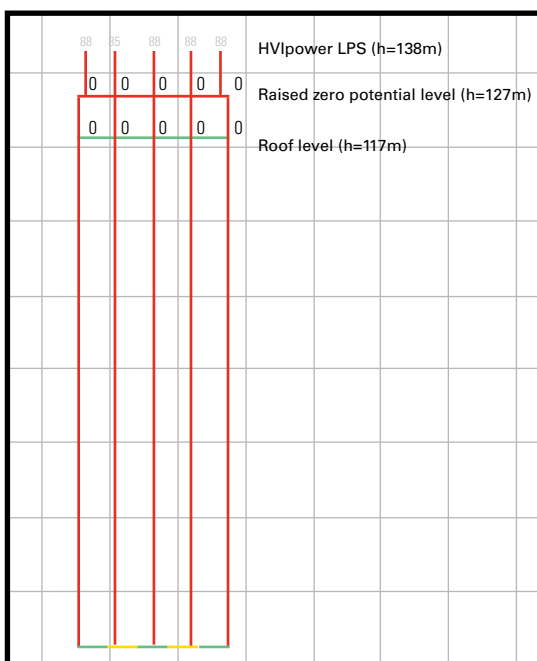 88 85 88 88 88
HVIpower LPS (h=138m)
0 0 0 0 0
Raised zero potential level (h=127m)
0 0 0 0 0
Roof level (h=117m)